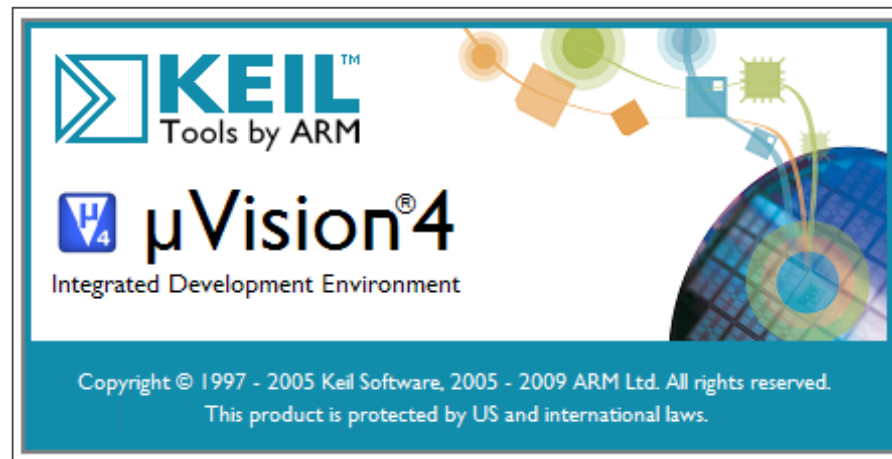 KEIL™
Tools by ARM
µ4 µVision®4
Integrated Development Environment
Copyright © 1997 - 2005 Keil Software, 2005 - 2009 ARM Ltd. All rights reserved.
This product is protected by US and international laws.